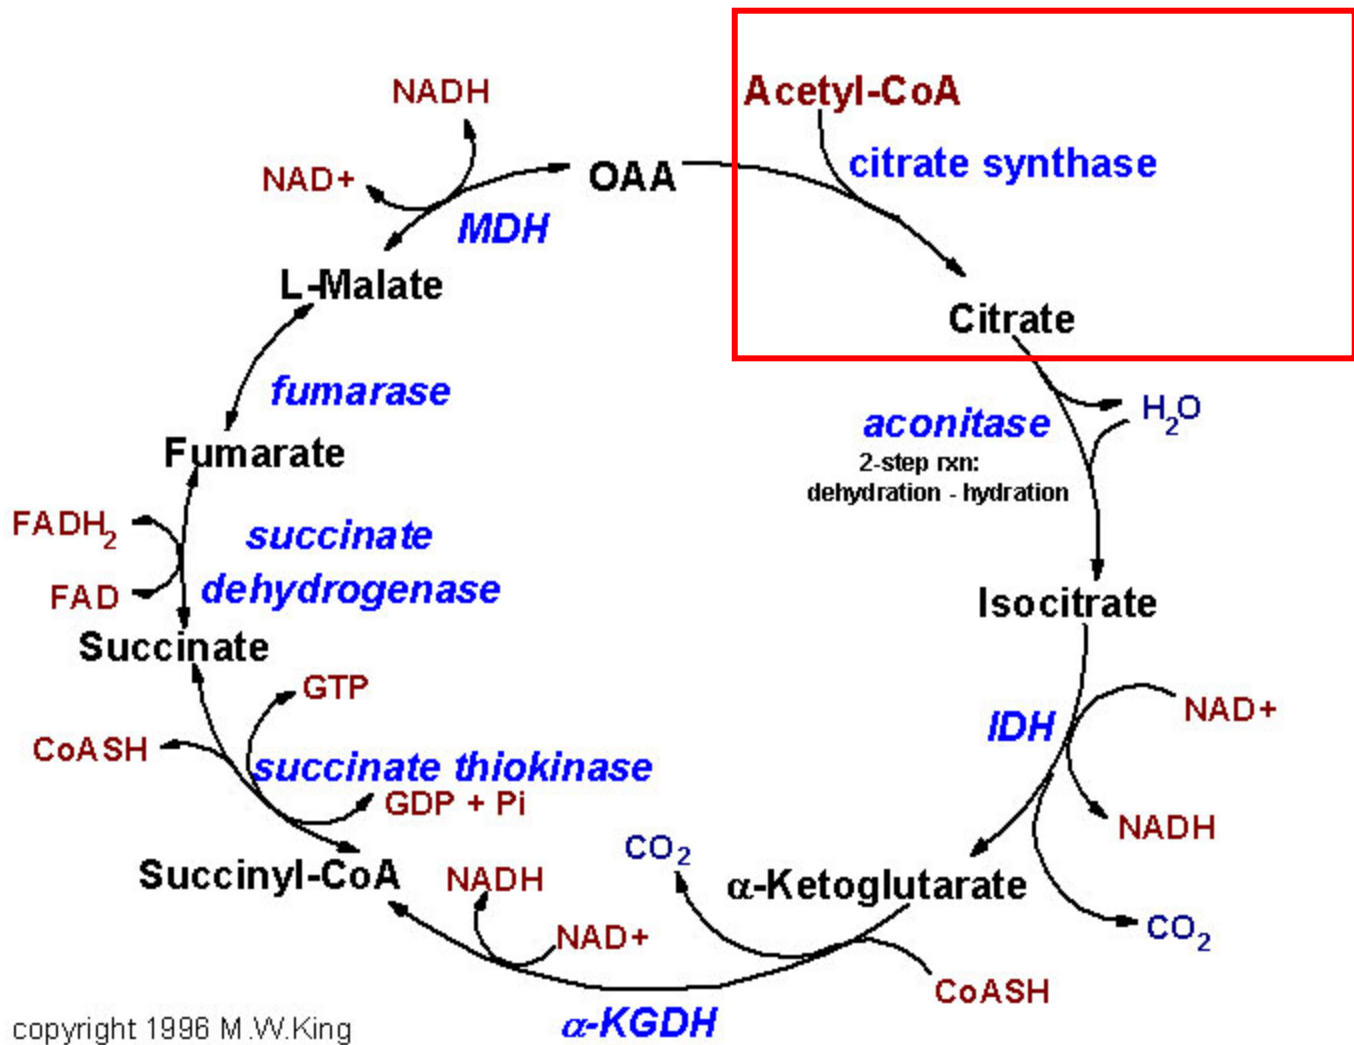 Acetyl-CoA
NADH
citrate synthase
NAD+
OAA
MDH
L-Malate
Citrate
fumarase
H2O
aconitase
2-step rxn:
dehydration - hydration
Fumarate
FADH2
succinate
dehydrogenase
FAD
Isocitrate
Succinate
GTP
NAD+
IDH
CoASH
succinate thiokinase
GDP + Pi
NADH
CO2
Succinyl-CoA
NADH
α-Ketoglutarate
CO2
NAD+
CoASH
α-KGDH
copyright 1996 M.W.King